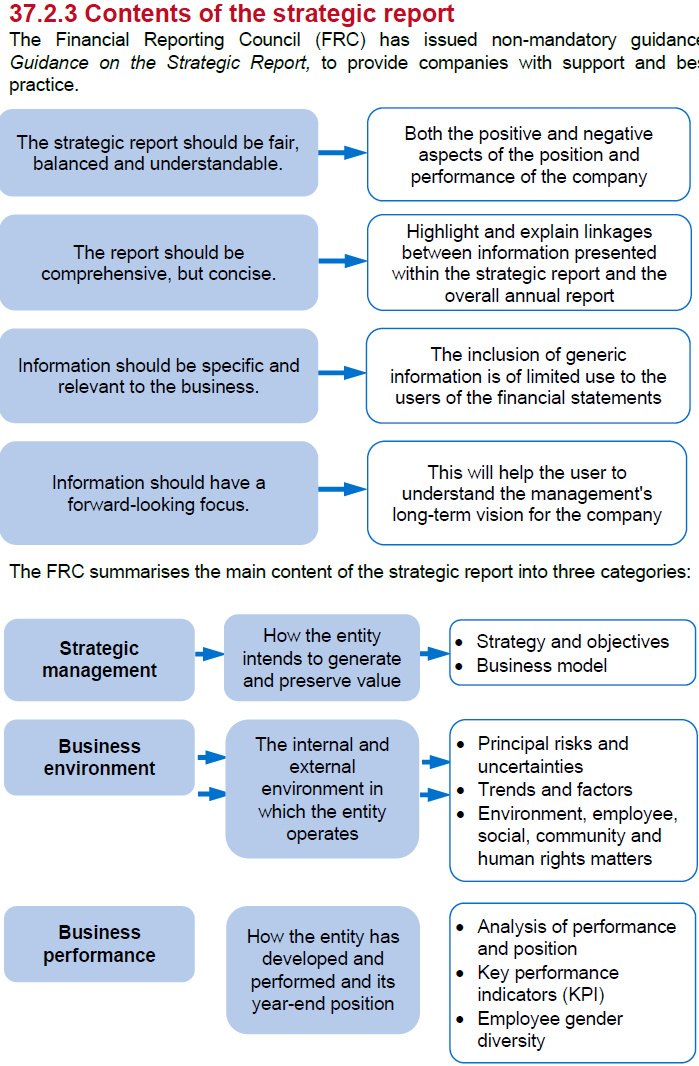 37.2.3 Contents of the strategic report
The Financial Reporting Council (FRC) has issued non-mandatory guidanc
Guidance on the Strategic Report, to provide companies with support and bes
practice.
The strategic report should be fair,
balanced and understandable.
Both the positive and negative
aspects of the position and
performance of the company
The report should be
comprehensive, but concise.
Highlight and explain linkages
between information presented
within the strategic report and the
overall annual report
Information should be specific and
relevant to the business.
The inclusion of generic
information is of limited use to the
users of the financial statements
Information should have a
forward-looking focus.
This will help the user to
understand the management's
long-term vision for the company
The FRC summarises the main content of the strategic report into three categories:
Strategic
management
How the entity
intends to generate
and preserve value
• Strategy and objectives
• Business model
Business
environment
The internal and
external
environment in
which the entity
operates
• Principal risks and
uncertainties
• Trends and factors
• Environment, employee,
social, community and
human rights matters
Business
performance
How the entity has
developed and
performed and its
year-end position
• Analysis of performance
and position
• Key performance
indicators (KPI)
• Employee gender
diversity